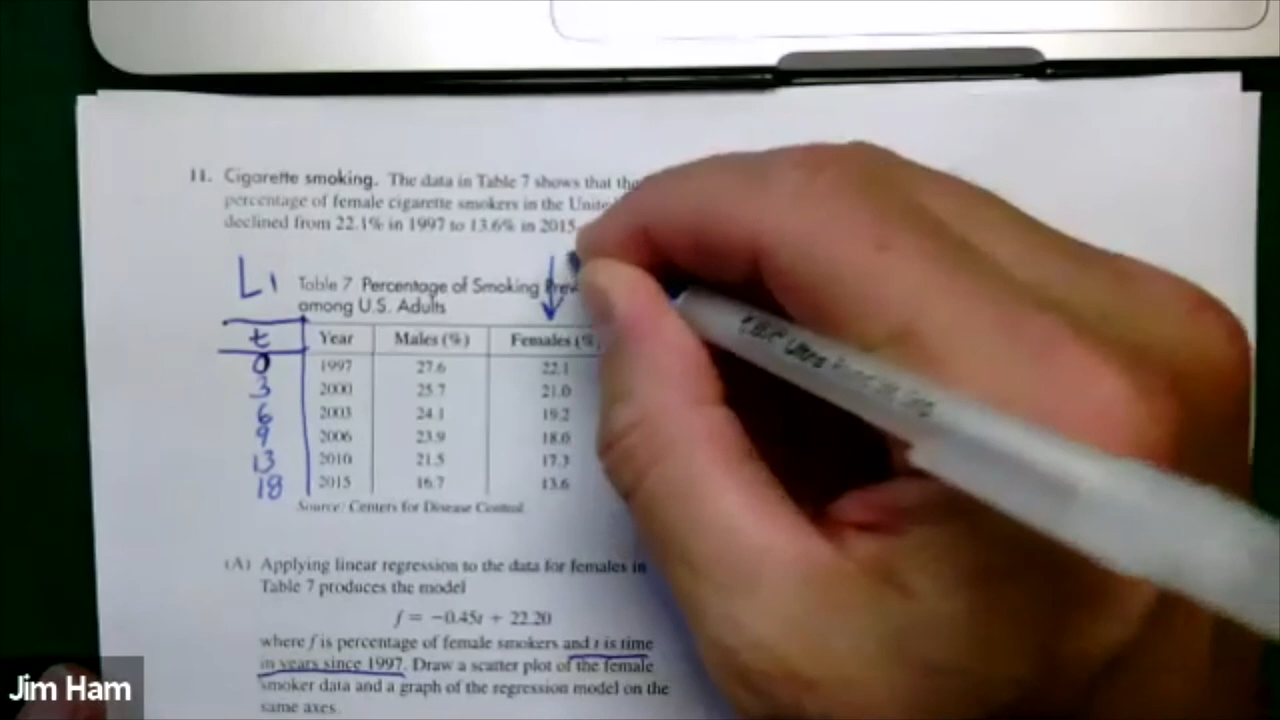 11. Cigarette smoking. The data in Table 7 shows that the
percentage of female cigarette smokers in the
declined from 22.1% in 1997 to 13.6% in 2015
L1 Table 7 Percentage of Smoking
among U.S. Adults
t Year Males (%) Females (%)
0 1997 27.6 22.1
3 2000 25.7 21.0
6 2003 24.1 19.2
9 2006 23.9 18.0
13 2010 21.5 17.3
18 2015 16.7 13.6
Source: Centers for Disease Control
(A) Applying linear regression to the data for females in
Table 7 produces the model
f = −0.45t + 22.20
where f is percentage of female smokers and t is time
in years since 1997. Draw a scatter plot of the female
smoker data and a graph of the regression model on the
same axes.
Jim Ham